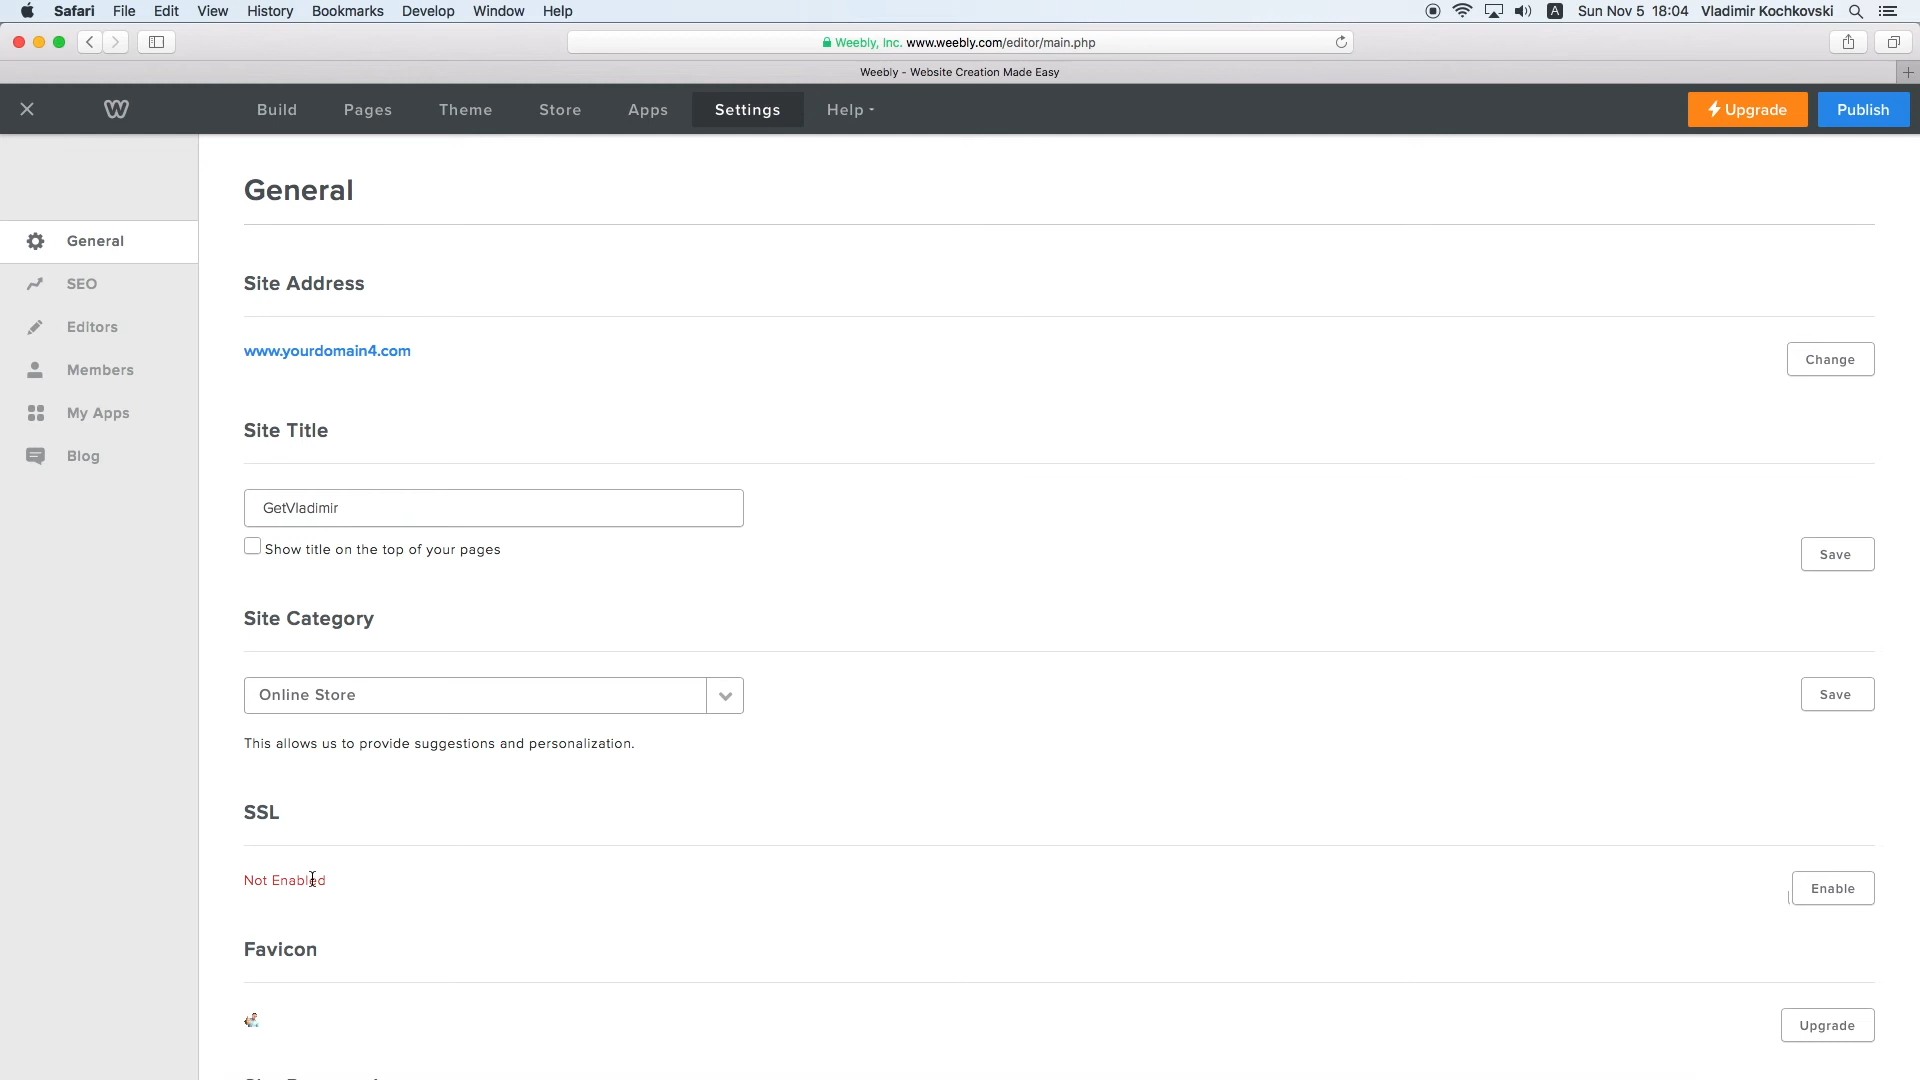 Safari File Edit View History Bookmarks Develop Window Help A Sun Nov 5 18:04 Vladimir Kochkovski
Weebly, Inc. www.weebly.com/editor/main.php
Weebly - Website Creation Made Easy
Build Pages Theme Store Apps Settings Help Upgrade Publish
General
General
SEO
Editors
Members
My Apps
Blog
Site Address
www.yourdomain4.com Change
Site Title
GetVladimir
Show title on the top of your pages Save
Site Category
Online Store Save
This allows us to provide suggestions and personalization.
SSL
Not Enabled Enable
Favicon
Upgrade